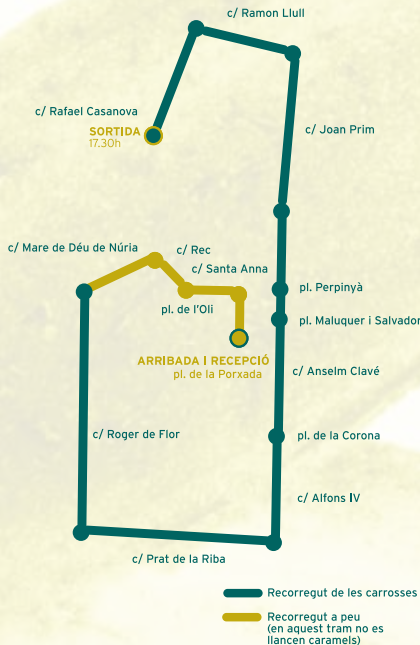 c/ Ramon Llull
c/ Rafael Casanova
SORTIDA
17.30h
c/ Joan Prim
c/ Mare de Déu de Núria
c/ Rec
c/ Santa Anna
pl. de l'Oli
pl. Perpinyà
pl. Maluquer i Salvador
ARRIBADA I RECEPCIÓ
pl. de la Porxada
c/ Anselm Clavé
c/ Roger de Flor
pl. de la Corona
c/ Alfons IV
c/ Prat de la Riba
Recorregut de les carrosses
Recorregut a peu
(en aquest tram no es
llancen caramels)